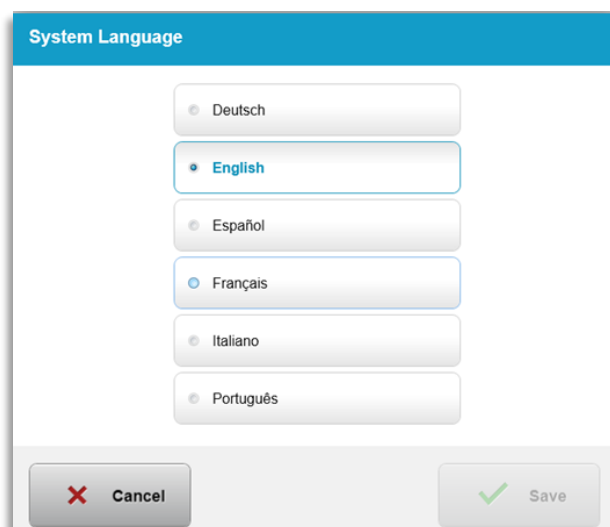 System Language
Deutsch
English
Español
Français
Italiano
Português
Cancel
Save